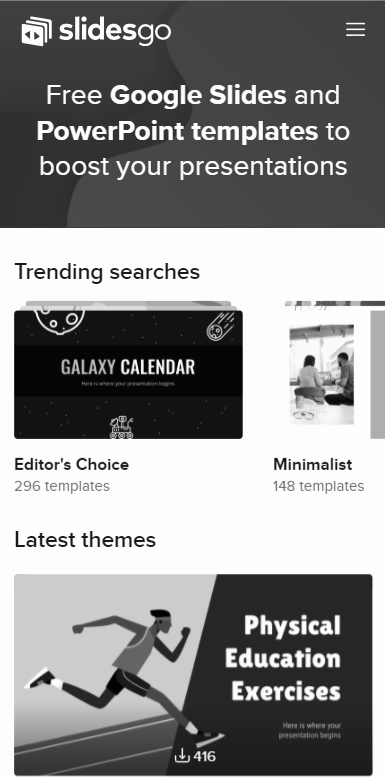 slidesgo
Free Google Slides and
PowerPoint templates to
boost your presentations
Trending searches
GALAXY CALENDAR
Here is where your presentation begins
Editor's Choice
296 templates
Minimalist
148 templates
Latest themes
Physical
Education
Exercises
Here is where your
presentation begins
416